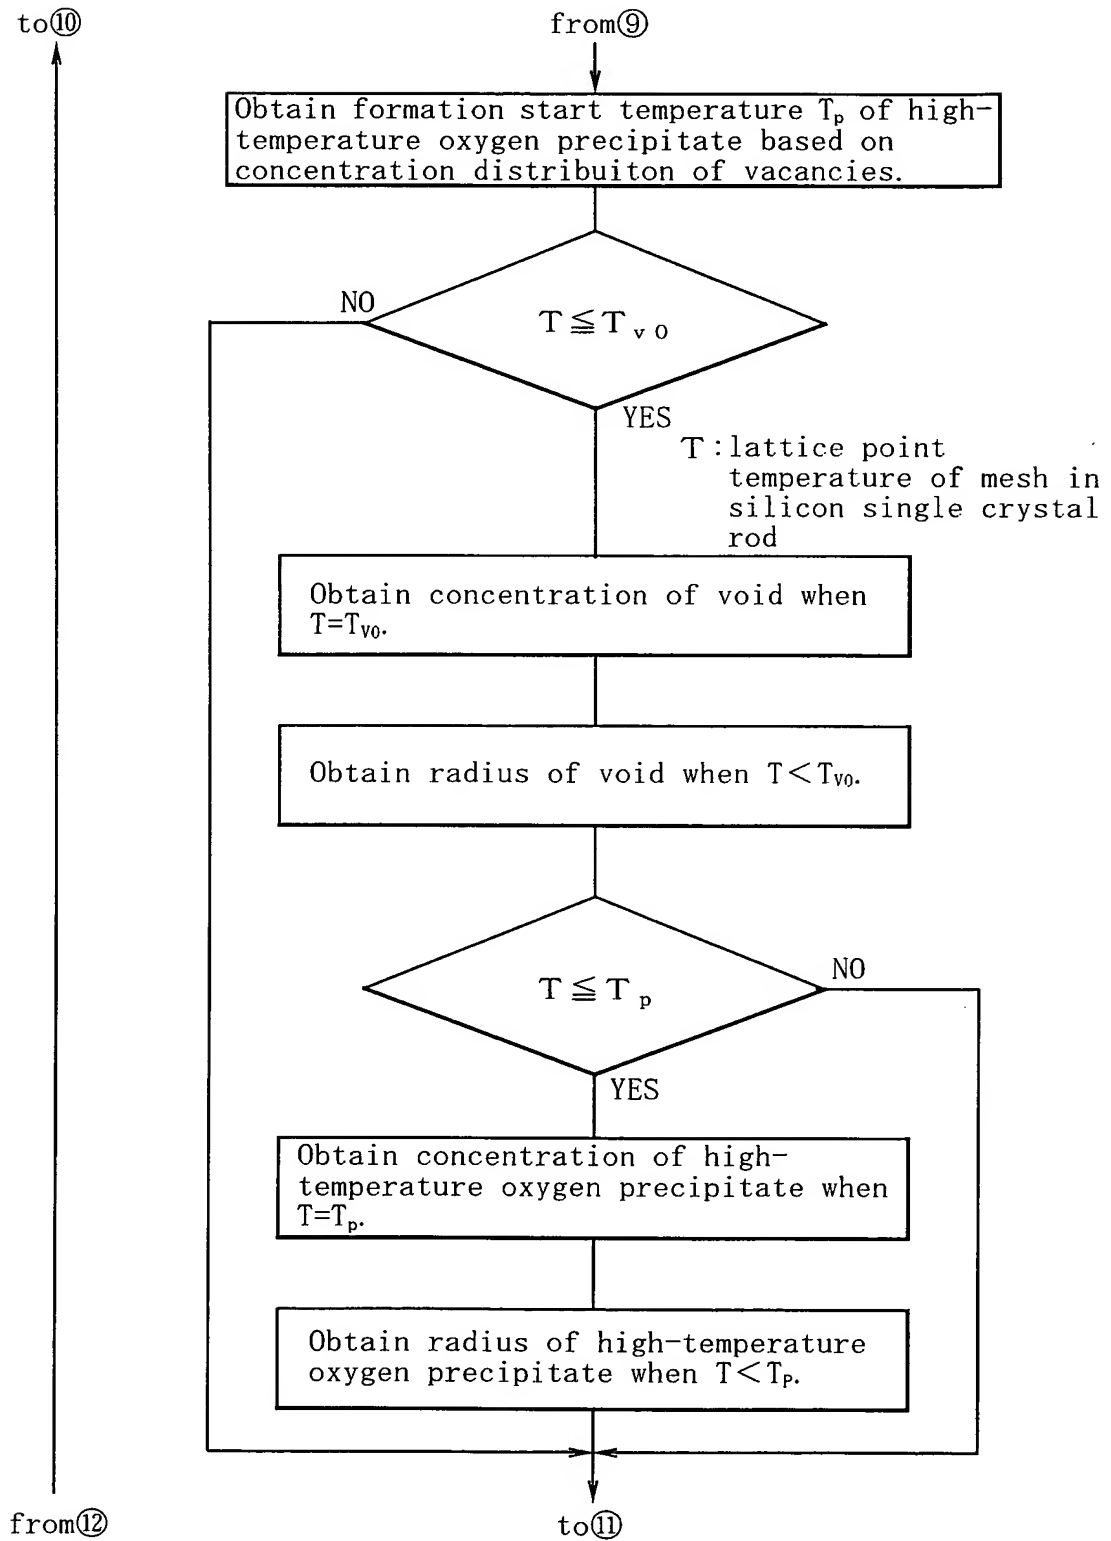 to⑩
from⑨
Obtain formation start temperature Tp of high-
temperature oxygen precipitate based on
concentration distribuiton of vacancies.
NO
T≦Tv0
YES
T:lattice point
temperature of mesh in
silicon single crystal
rod
Obtain concentration of void when
T=Tv0.
Obtain radius of void when T<Tv0.
T≦Tp
NO
YES
Obtain concentration of high-
temperature oxygen precipitate when
T=Tp.
Obtain radius of high-temperature
oxygen precipitate when T<TP.
from⑫
to⑪